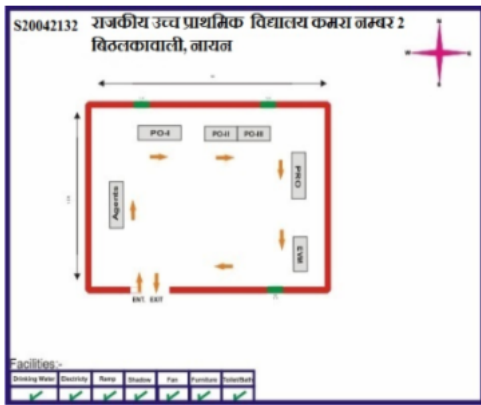 S20042132 राजकीय उच्च प्राथमिक विद्यालय कमरा नम्बर 2
बिठलकावाली, नायन
PO-I
PO-II PO-III
PRO
Agents
EVM
ENT. EXIT
Facilities:-
Drinking Water Electricity Ramp Shadow Fan Furniture Toilet/Bath